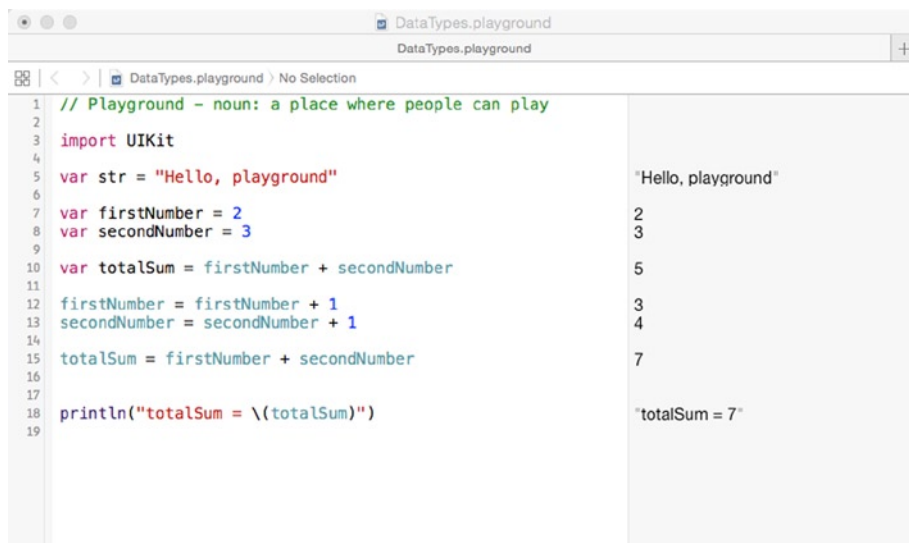 DataTypes.playground
DataTypes.playground +
DataTypes.playground › No Selection
1 // Playground – noun: a place where people can play
2
3 import UIKit
4
5 var str = "Hello, playground" "Hello, playground"
6
7 var firstNumber = 2 2
8 var secondNumber = 3 3
9
10 var totalSum = firstNumber + secondNumber 5
11
12 firstNumber = firstNumber + 1 3
13 secondNumber = secondNumber + 1 4
14
15 totalSum = firstNumber + secondNumber 7
16
17
18 println("totalSum = \(totalSum)") "totalSum = 7"
19